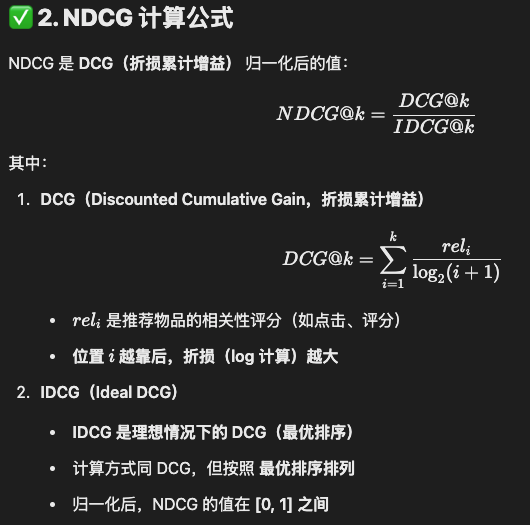 ✅ 2. NDCG 计算公式
NDCG 是 DCG（折损累计增益） 归一化后的值：
NDCG@k = \frac{DCG@k}{IDCG@k}
其中：
1. DCG（Discounted Cumulative Gain，折损累计增益）
DCG@k = \sum_{i=1}^{k} \frac{rel_i}{\log_2(i+1)}
• rel_i 是推荐物品的相关性评分（如点击、评分）
• 位置 i 越靠后，折损（log 计算）越大
2. IDCG（Ideal DCG）
• IDCG 是理想情况下的 DCG（最优排序）
• 计算方式同 DCG，但按照 最优排序排列
• 归一化后，NDCG 的值在 [0, 1] 之间